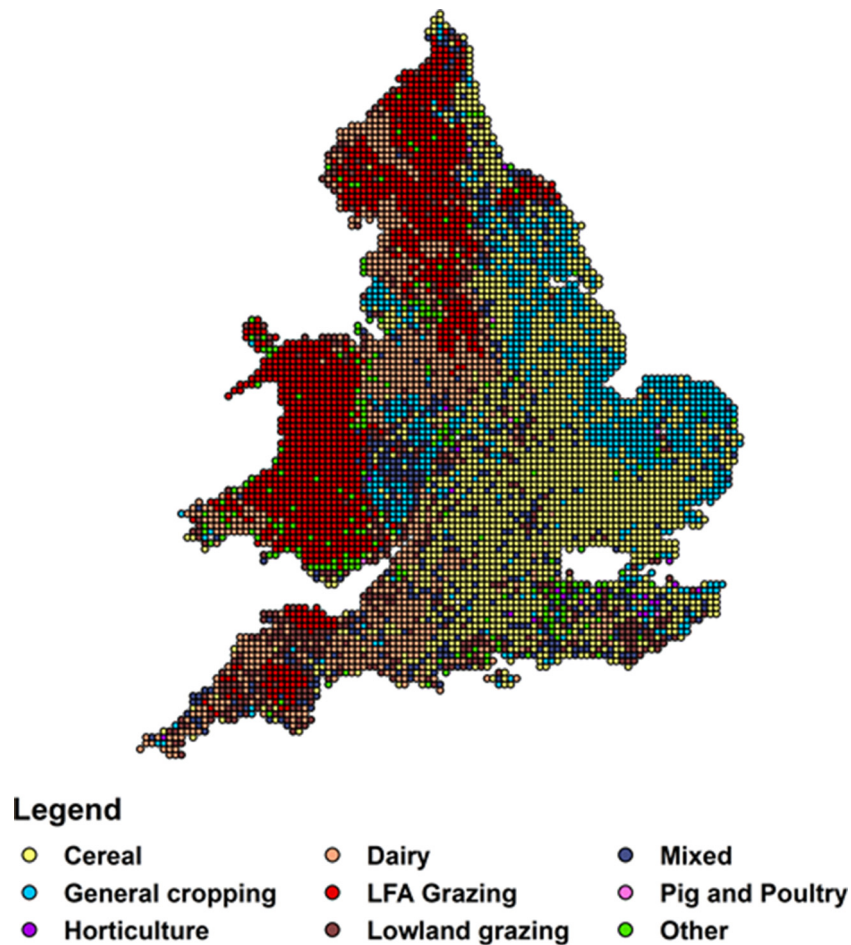 Legend
Cereal Dairy Mixed
General cropping LFA Grazing Pig and Poultry
Horticulture Lowland grazing Other